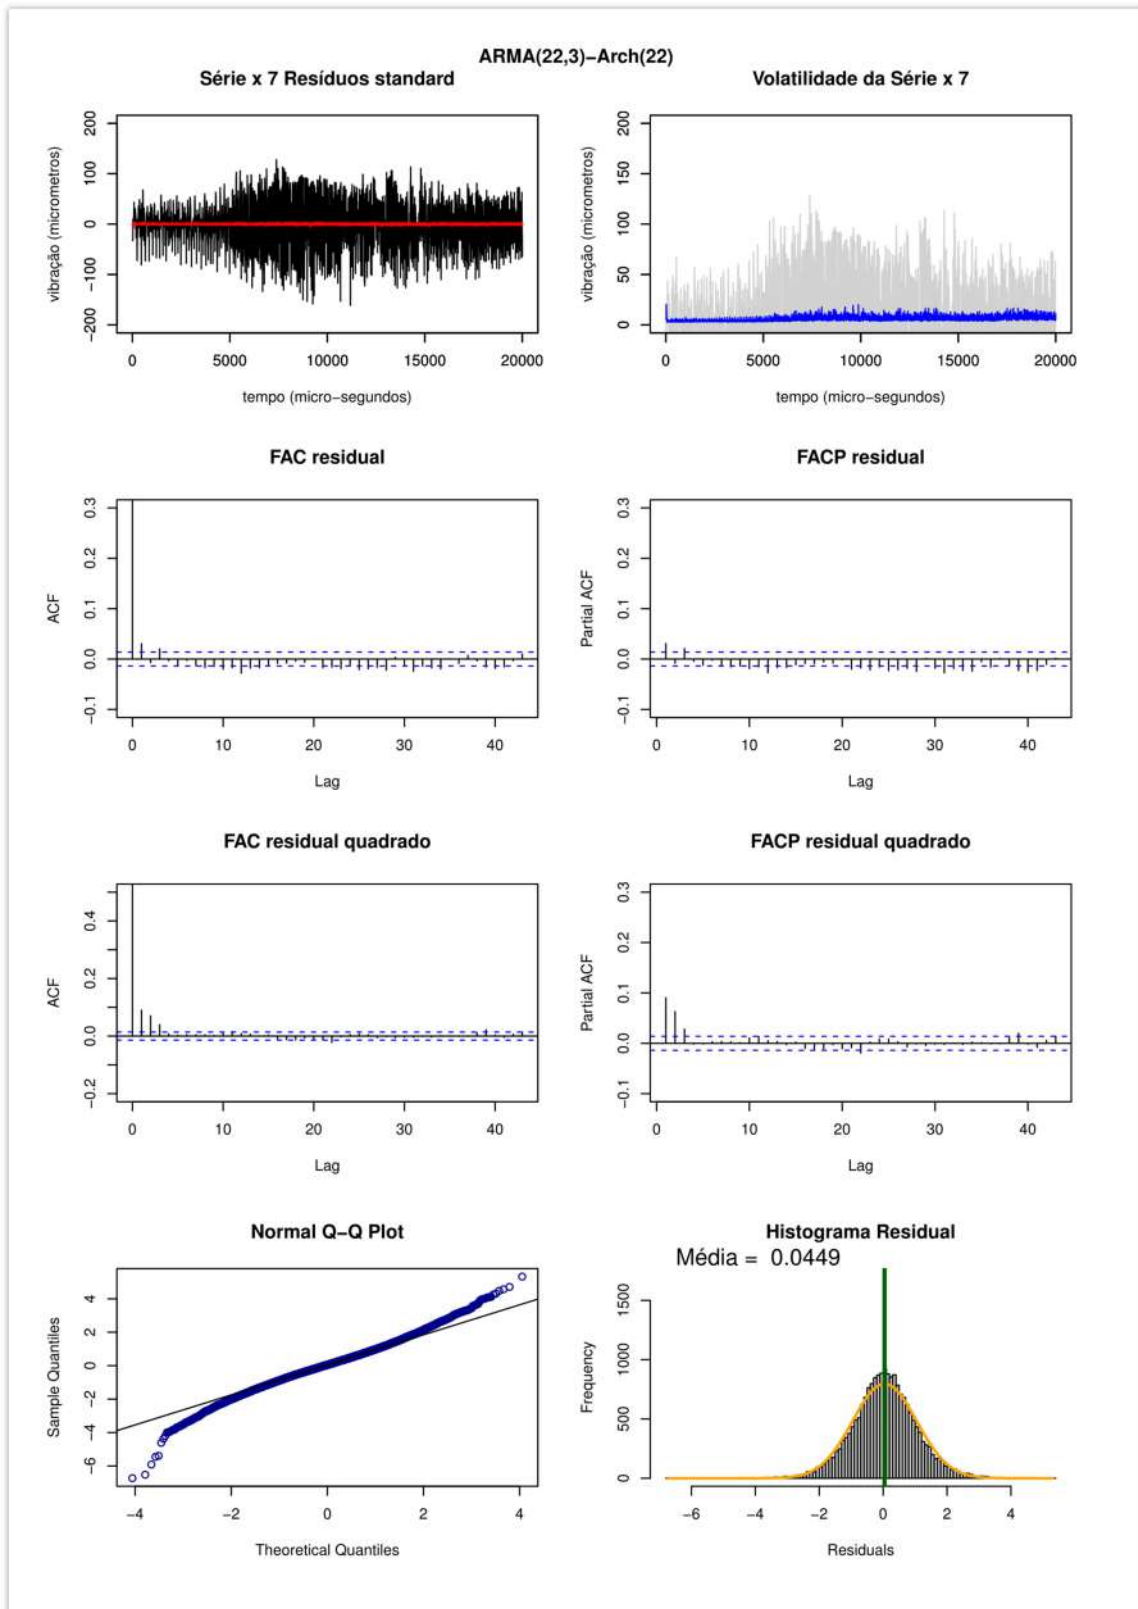 ARMA(22,3)−Arch(22)
Série x 7 Resíduos standard
vibração (micrometros)
200
100
0
−100
−200
0 5000 10000 15000 20000
tempo (micro−segundos)
Volatilidade da Série x 7
vibração (micrometros)
200
150
100
50
0
0 5000 10000 15000 20000
tempo (micro−segundos)
FAC residual
ACF
0.3
0.2
0.1
0.0
−0.1
0 10 20 30 40
Lag
FACP residual
Partial ACF
0.3
0.2
0.1
0.0
−0.1
0 10 20 30 40
Lag
FAC residual quadrado
ACF
0.4
0.2
0.0
−0.2
0 10 20 30 40
Lag
FACP residual quadrado
Partial ACF
0.3
0.2
0.1
0.0
−0.1
0 10 20 30 40
Lag
Normal Q−Q Plot
Sample Quantiles
4
2
0
−2
−4
−6
−4 −2 0 2 4
Theoretical Quantiles
Histograma Residual
Média = 0.0449
Frequency
1500
1000
500
0
−6 −4 −2 0 2 4
Residuals